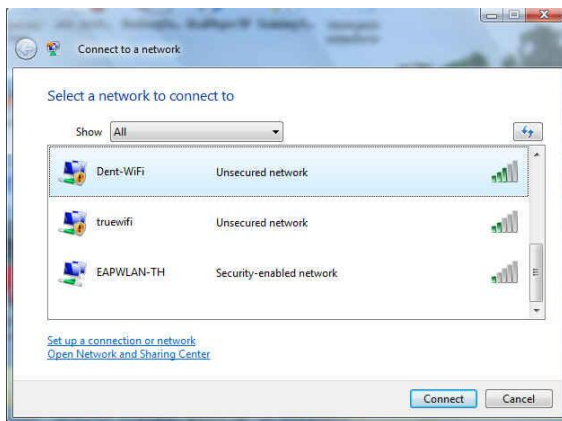 Connect to a network
Select a network to connect to
Show All
Dent-WiFi Unsecured network
truewifi Unsecured network
EAPWLAN-TH Security-enabled network
Set up a connection or network
Open Network and Sharing Center
Connect Cancel